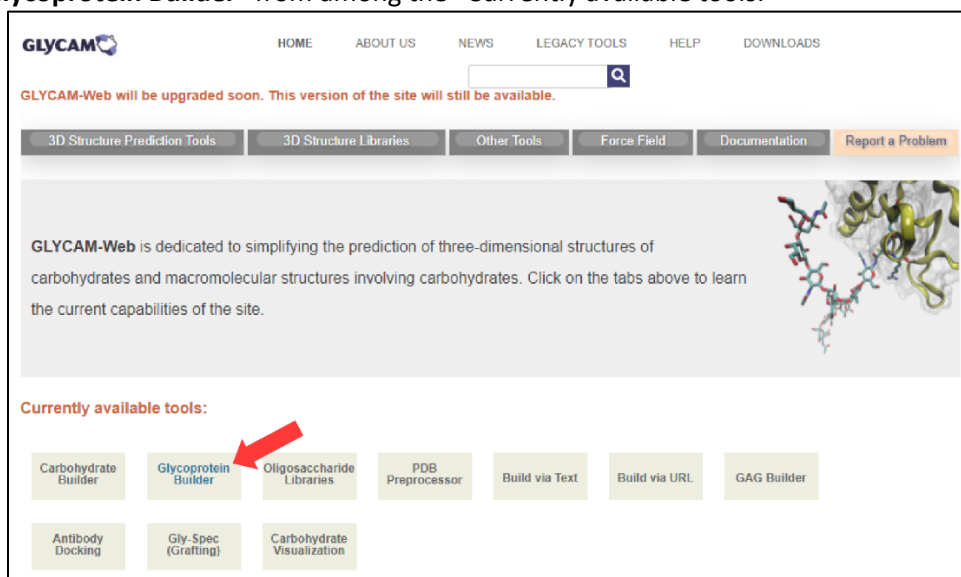 lycoprotein Builder" from among the "Currently available tools."
GLYCAM
HOME ABOUT US NEWS LEGACY TOOLS HELP DOWNLOADS
GLYCAM-Web will be upgraded soon. This version of the site will still be available.
3D Structure Prediction Tools 3D Structure Libraries Other Tools Force Field Documentation Report a Problem
GLYCAM-Web is dedicated to simplifying the prediction of three-dimensional structures of
carbohydrates and macromolecular structures involving carbohydrates. Click on the tabs above to learn
the current capabilities of the site.
Currently available tools:
Carbohydrate Builder
Glycoprotein Builder
Oligosaccharide Libraries
PDB Preprocessor
Build via Text
Build via URL
GAG Builder
Antibody Docking
Gly-Spec (Grafting)
Carbohydrate Visualization